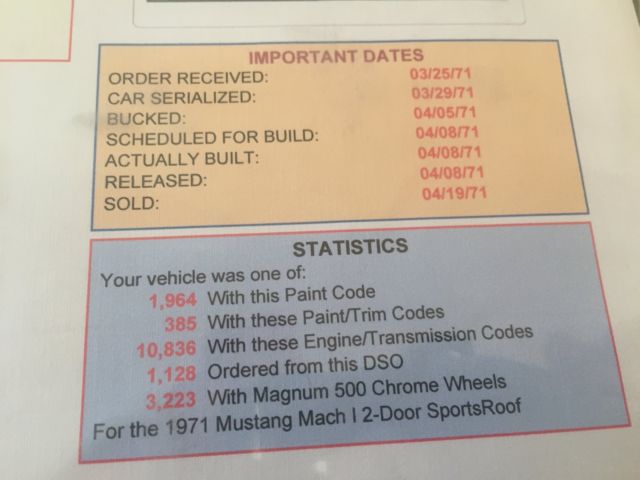 IMPORTANT DATES
ORDER RECEIVED: 03/25/71
CAR SERIALIZED: 03/29/71
BUCKED: 04/05/71
SCHEDULED FOR BUILD: 04/08/71
ACTUALLY BUILT: 04/08/71
RELEASED: 04/08/71
SOLD: 04/19/71
STATISTICS
Your vehicle was one of:
1,964 With this Paint Code
385 With these Paint/Trim Codes
10,836 With these Engine/Transmission Codes
1,128 Ordered from this DSO
3,223 With Magnum 500 Chrome Wheels
For the 1971 Mustang Mach I 2-Door SportsRoof